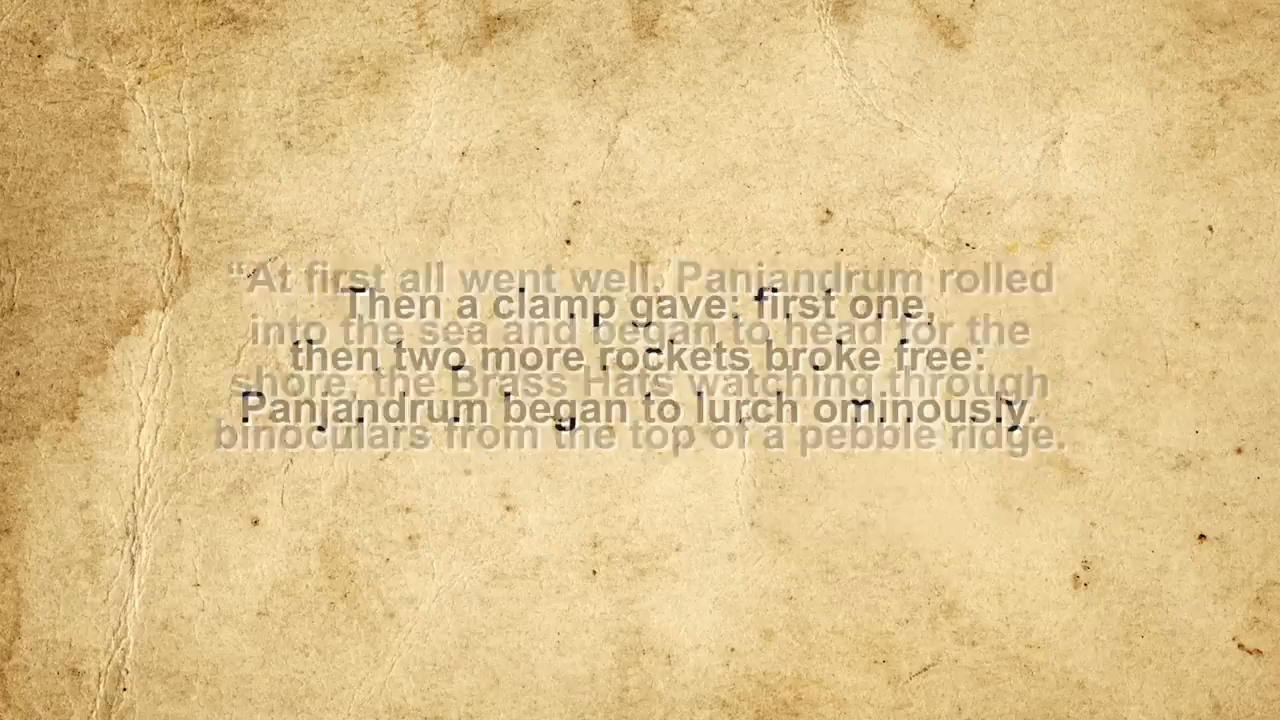 “At first all went well. Panjandrum rolled
into the sea and began to head for the
shore, the Brass Hats watching through
binoculars from the top of a pebble ridge.
Then a clamp gave: first one,
then two more rockets broke free:
Panjandrum began to lurch ominously.